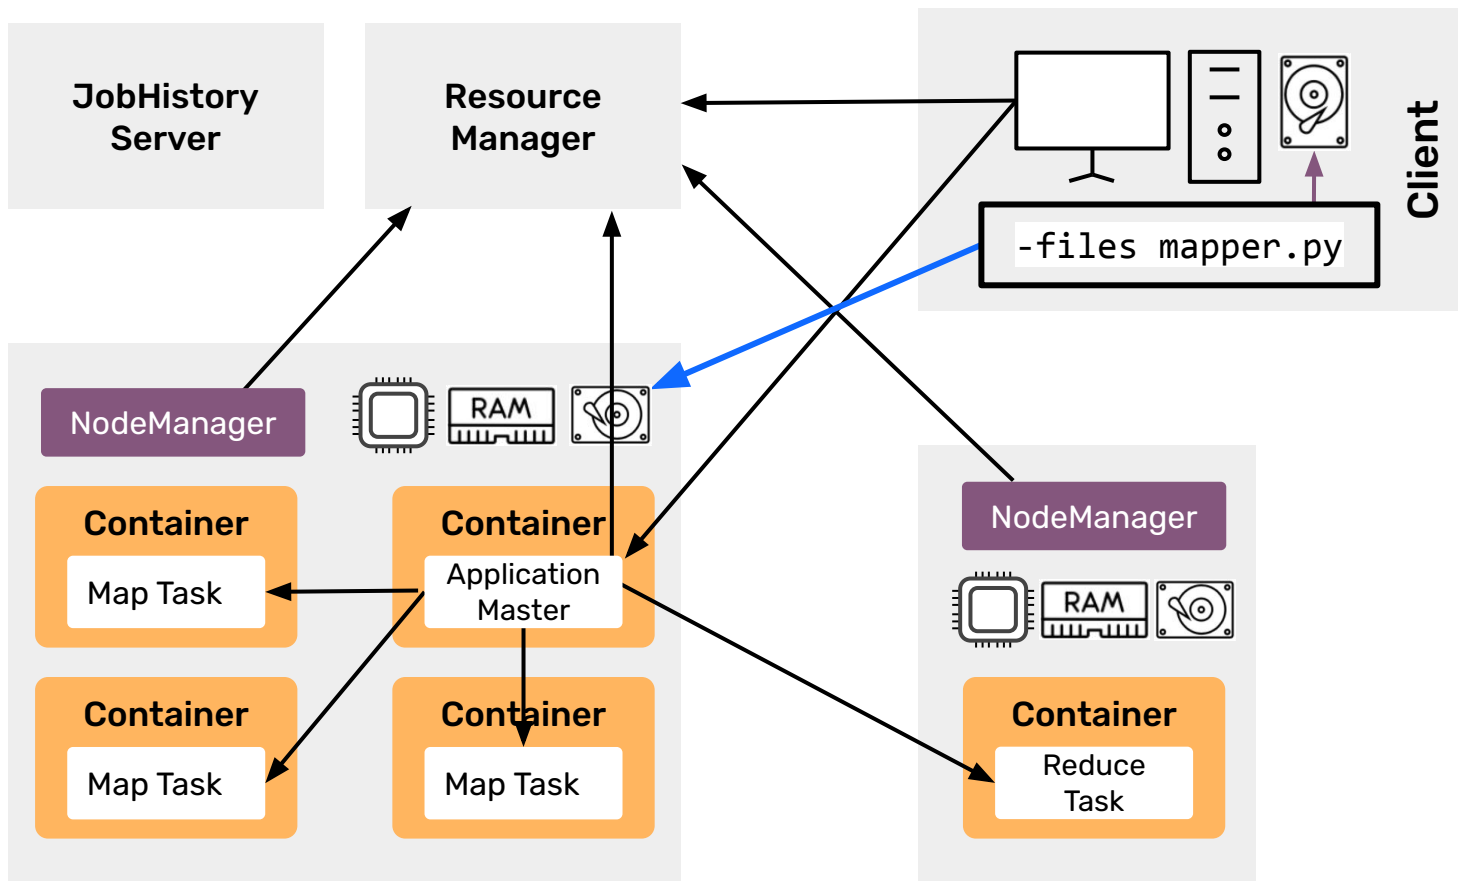 JobHistory
Server
Resource
Manager
Client
-files mapper.py
NodeManager
RAM
Container
Map Task
Container
Application
Master
Container
Map Task
Container
Map Task
NodeManager
RAM
Container
Reduce
Task